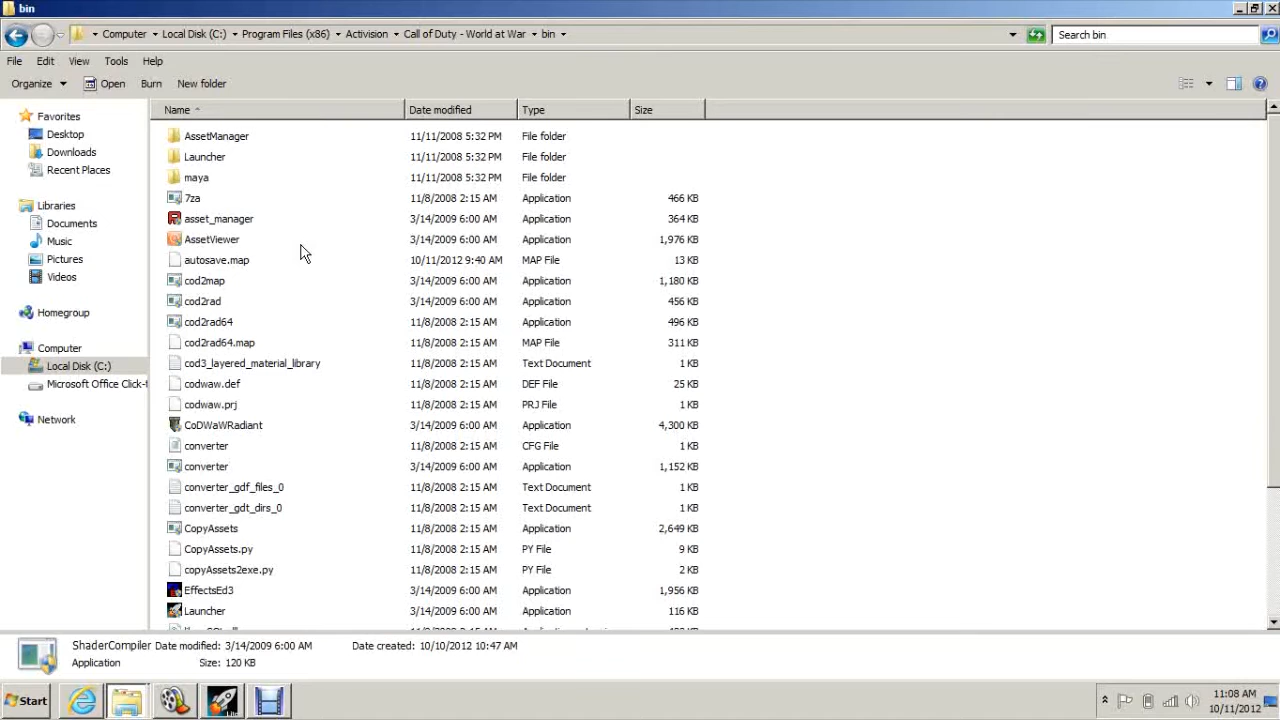 bin
Computer Local Disk (C:) Program Files (x86) Activision Call of Duty - World at War bin Search bin
File Edit View Tools Help
Organize Open Burn New folder
Name Date modified Type Size
Favorites
Desktop
Downloads
Recent Places
Libraries
Documents
Music
Pictures
Videos
Homegroup
Computer
Local Disk (C:)
Microsoft Office Click-t
Network
AssetManager 11/11/2008 5:32 PM File folder
Launcher 11/11/2008 5:32 PM File folder
maya 11/11/2008 5:32 PM File folder
7za 11/8/2008 2:15 AM Application 466 KB
asset_manager 3/14/2009 6:00 AM Application 364 KB
AssetViewer 3/14/2009 6:00 AM Application 1,976 KB
autosave.map 10/11/2012 9:40 AM MAP File 13 KB
cod2map 3/14/2009 6:00 AM Application 1,180 KB
cod2rad 3/14/2009 6:00 AM Application 456 KB
cod2rad64 11/8/2008 2:15 AM Application 496 KB
cod2rad64.map 11/8/2008 2:15 AM MAP File 311 KB
cod3_layered_material_library 11/8/2008 2:15 AM Text Document 1 KB
codwaw.def 11/8/2008 2:15 AM DEF File 25 KB
codwaw.prj 11/8/2008 2:15 AM PRJ File 1 KB
CoDWaWRadiant 3/14/2009 6:00 AM Application 4,300 KB
converter 11/8/2008 2:15 AM CFG File 1 KB
converter 3/14/2009 6:00 AM Application 1,152 KB
converter_gdf_files_0 11/8/2008 2:15 AM Text Document 1 KB
converter_gdt_dirs_0 11/8/2008 2:15 AM Text Document 1 KB
CopyAssets 11/8/2008 2:15 AM Application 2,649 KB
CopyAssets.py 11/8/2008 2:15 AM PY File 9 KB
copyAssets2exe.py 11/8/2008 2:15 AM PY File 2 KB
EffectsEd3 3/14/2009 6:00 AM Application 1,956 KB
Launcher 3/14/2009 6:00 AM Application 116 KB
ShaderCompiler Date modified: 3/14/2009 6:00 AM Date created: 10/10/2012 10:47 AM
Application Size: 120 KB
Start
11:08 AM
10/11/2012